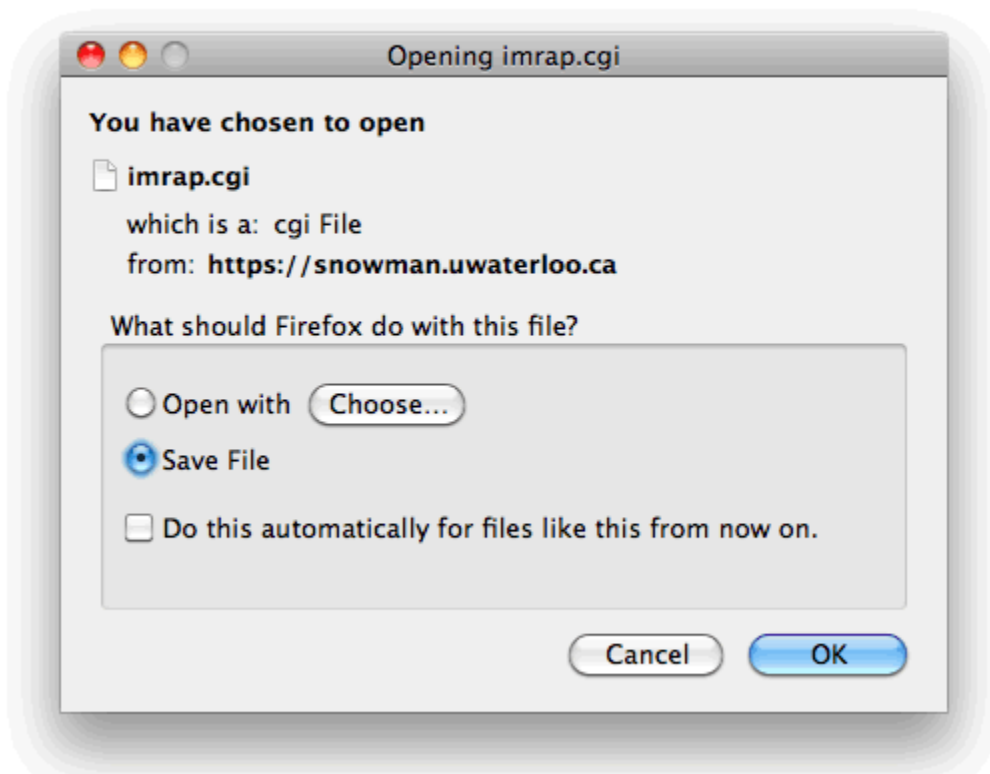 Opening imrap.cgi
You have chosen to open
imrap.cgi
which is a: cgi File
from: https://snowman.uwaterloo.ca
What should Firefox do with this file?
Open with Choose...
Save File
Do this automatically for files like this from now on.
Cancel OK